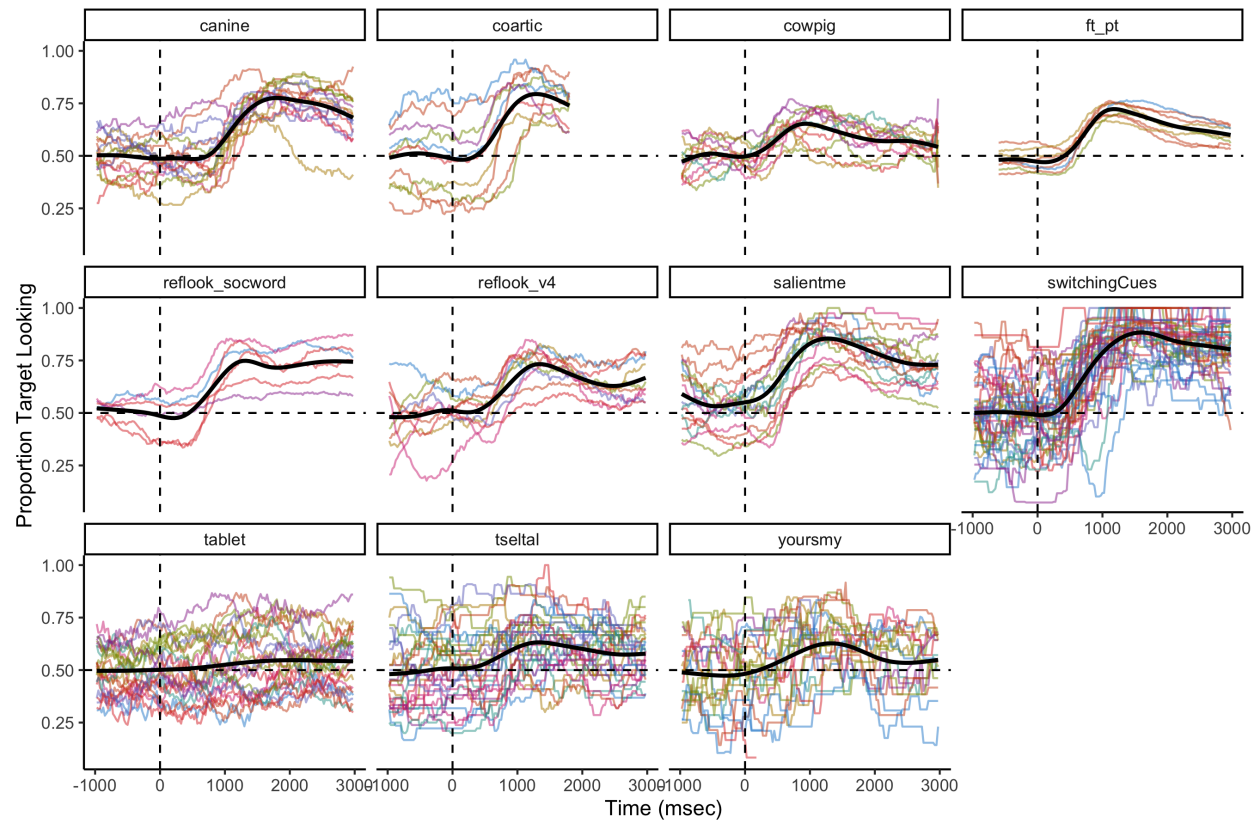 canine coartic cowpig ft_pt
1.00
0.75
0.50
0.25
reflook_socword reflook_v4 salientme switchingCues
1.00
0.75
0.50
0.25
-1000 0 1000 2000 3000
tablet tseltal yoursmy
1.00
0.75
0.50
0.25
-1000 0 1000 2000 3000 -1000 0 1000 2000 3000 -1000 0 1000 2000 3000
Time (msec)
Proportion Target Looking